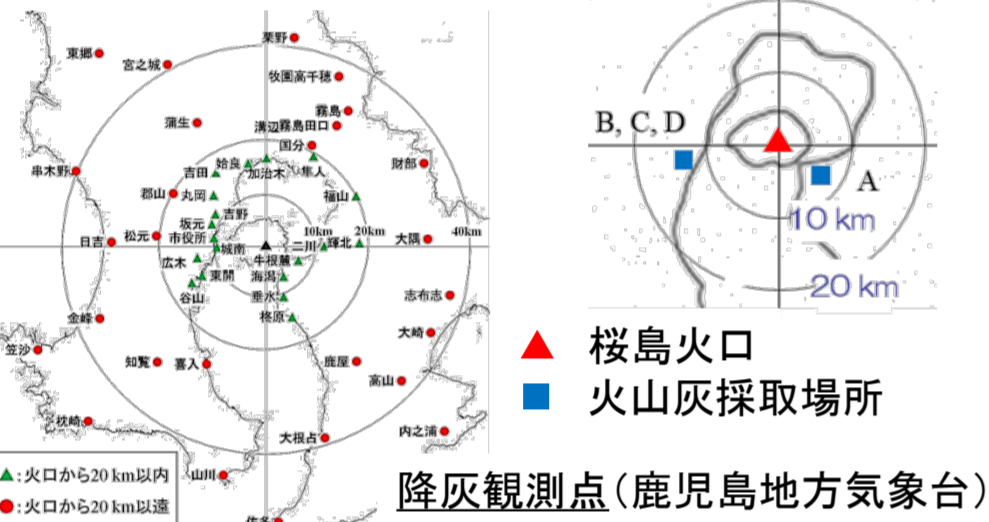 栗野
東郷
宮之城
牧園高千穂
霧島
蒲生
溝辺霧島田口
国分
姶良
加治木
隼人
財部
串木野
吉田
郡山
丸岡
福山
吉野
坂元
10km
20km
40km
日吉
松元
市役所
城南
二川
輝北
大隅
広木
牛根麓
東開
海潟
谷山
垂水
志布志
金峰
柊原
大崎
笠沙
知覧
喜入
鹿屋
高山
枕崎
大根占
内之浦
山川
佐多
▲:火口から20 km以内
●:火口から20 km以遠
B, C, D
A
10 km
20 km
桜島火口
火山灰採取場所
降灰観測点(鹿児島地方気象台)